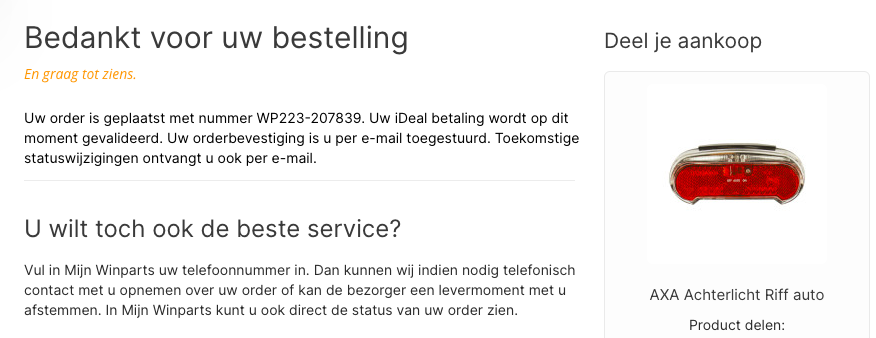 Bedankt voor uw bestelling
En graag tot ziens.
Uw order is geplaatst met nummer WP223-207839. Uw iDeal betaling wordt op dit
moment gevalideerd. Uw orderbevestiging is u per e-mail toegestuurd. Toekomstige
statuswijzigingen ontvangt u ook per e-mail.
U wilt toch ook de beste service?
Vul in Mijn Winparts uw telefoonnummer in. Dan kunnen wij indien nodig telefonisch
contact met u opnemen over uw order of kan de bezorger een levermoment met u
afstemmen. In Mijn Winparts kunt u ook direct de status van uw order zien.
Deel je aankoop
AXA Achterlicht Riff auto
Product delen: